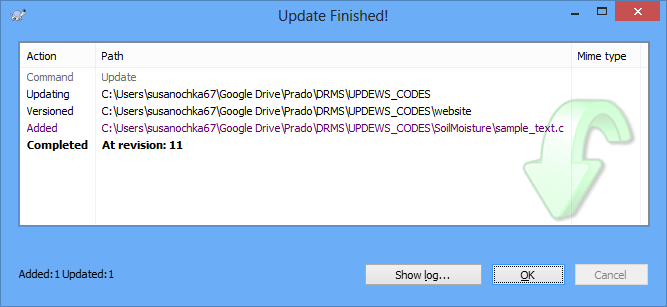 Update Finished!
Action Path Mime type
Command Update
Updating C:\Users\susanochka67\Google Drive\Prado\DRMS\UPDEWS_CODES
Versioned C:\Users\susanochka67\Google Drive\Prado\DRMS\UPDEWS_CODES\website
Added C:\Users\susanochka67\Google Drive\Prado\DRMS\UPDEWS_CODES\SoilMoisture\sample_text.c
Completed At revision: 11
Added:1 Updated:1 Show log... OK Cancel